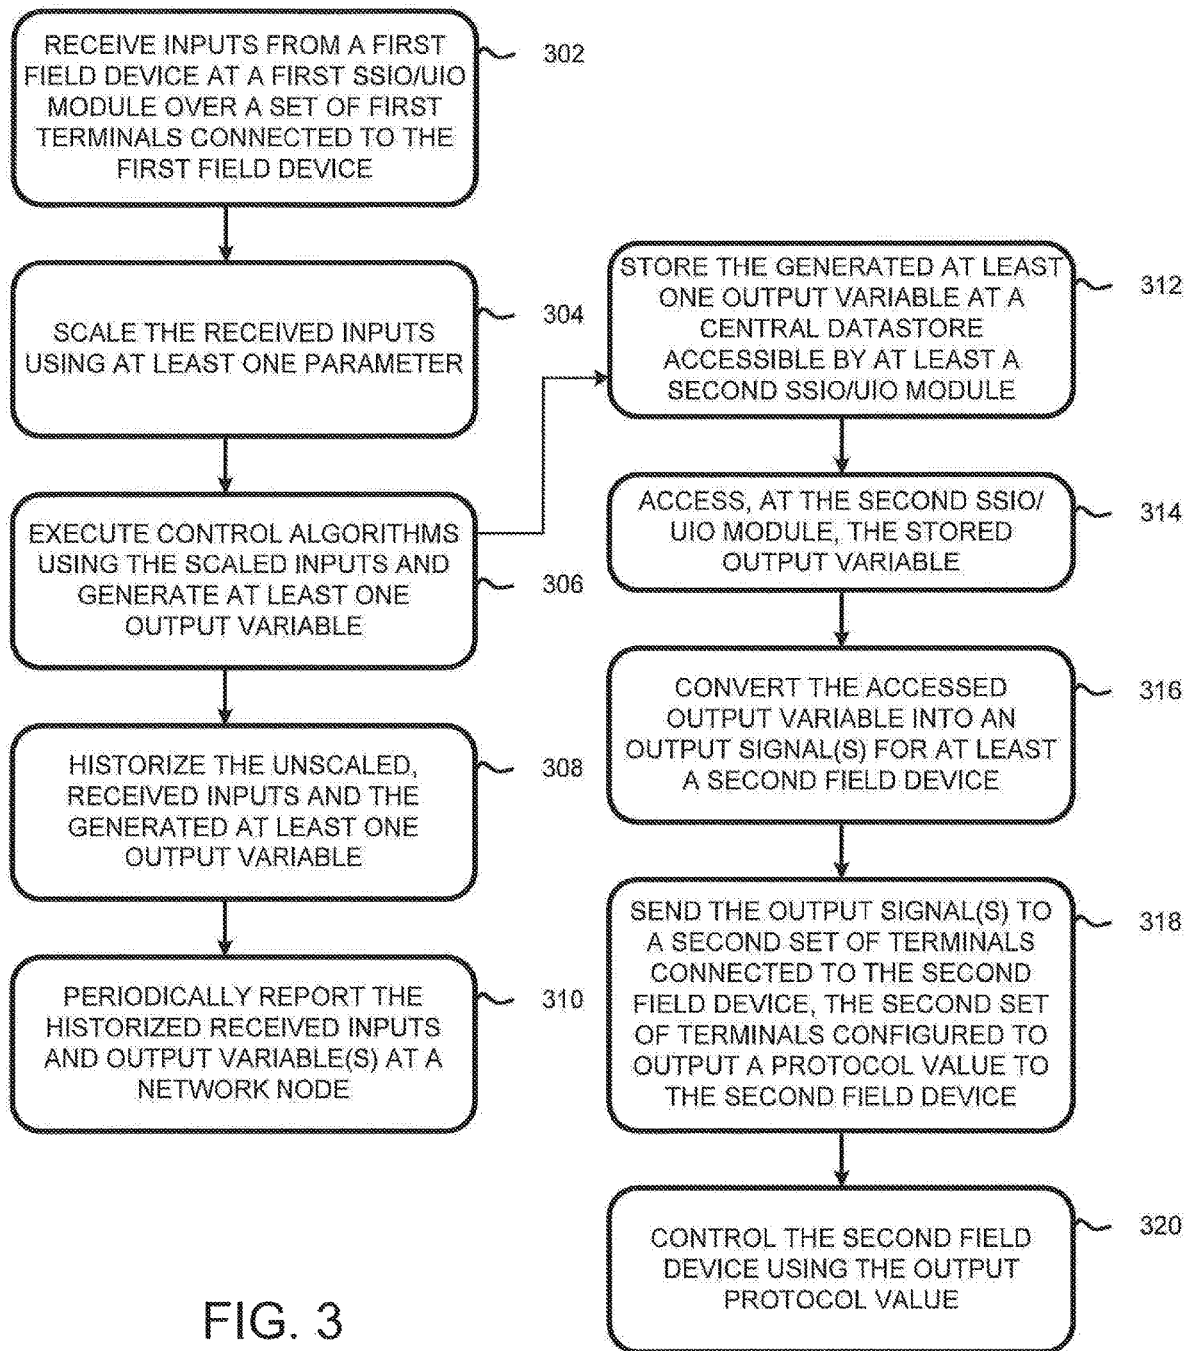 RECEIVE INPUTS FROM A FIRST
FIELD DEVICE AT A FIRST SSIO/UIO
MODULE OVER A SET OF FIRST
TERMINALS CONNECTED TO THE
FIRST FIELD DEVICE
302
SCALE THE RECEIVED INPUTS
USING AT LEAST ONE PARAMETER
304
EXECUTE CONTROL ALGORITHMS
USING THE SCALED INPUTS AND
GENERATE AT LEAST ONE
OUTPUT VARIABLE
306
HISTORIZE THE UNSCALED,
RECEIVED INPUTS AND THE
GENERATED AT LEAST ONE
OUTPUT VARIABLE
308
PERIODICALLY REPORT THE
HISTORIZED RECEIVED INPUTS
AND OUTPUT VARIABLE(S) AT A
NETWORK NODE
310
STORE THE GENERATED AT LEAST
ONE OUTPUT VARIABLE AT A
CENTRAL DATASTORE
ACCESSIBLE BY AT LEAST A
SECOND SSIO/UIO MODULE
312
ACCESS, AT THE SECOND SSIO/
UIO MODULE, THE STORED
OUTPUT VARIABLE
314
CONVERT THE ACCESSED
OUTPUT VARIABLE INTO AN
OUTPUT SIGNAL(S) FOR AT LEAST
A SECOND FIELD DEVICE
316
SEND THE OUTPUT SIGNAL(S) TO
A SECOND SET OF TERMINALS
CONNECTED TO THE SECOND
FIELD DEVICE, THE SECOND SET
OF TERMINALS CONFIGURED TO
OUTPUT A PROTOCOL VALUE TO
THE SECOND FIELD DEVICE
318
CONTROL THE SECOND FIELD
DEVICE USING THE OUTPUT
PROTOCOL VALUE
320
FIG. 3